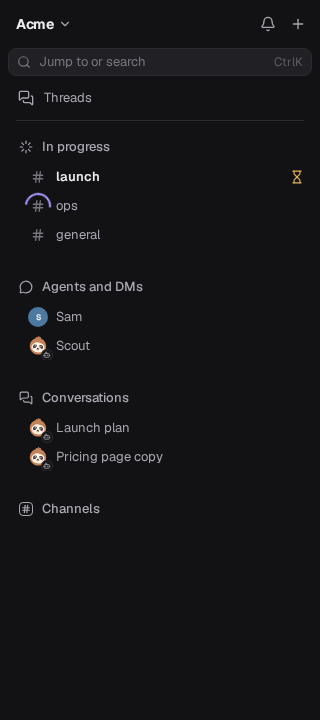 Acme
Jump to or search CtrlK
Threads
In progress
# launch
# ops
# general
Agents and DMs
S Sam
Scout
Conversations
Launch plan
Pricing page copy
# Channels